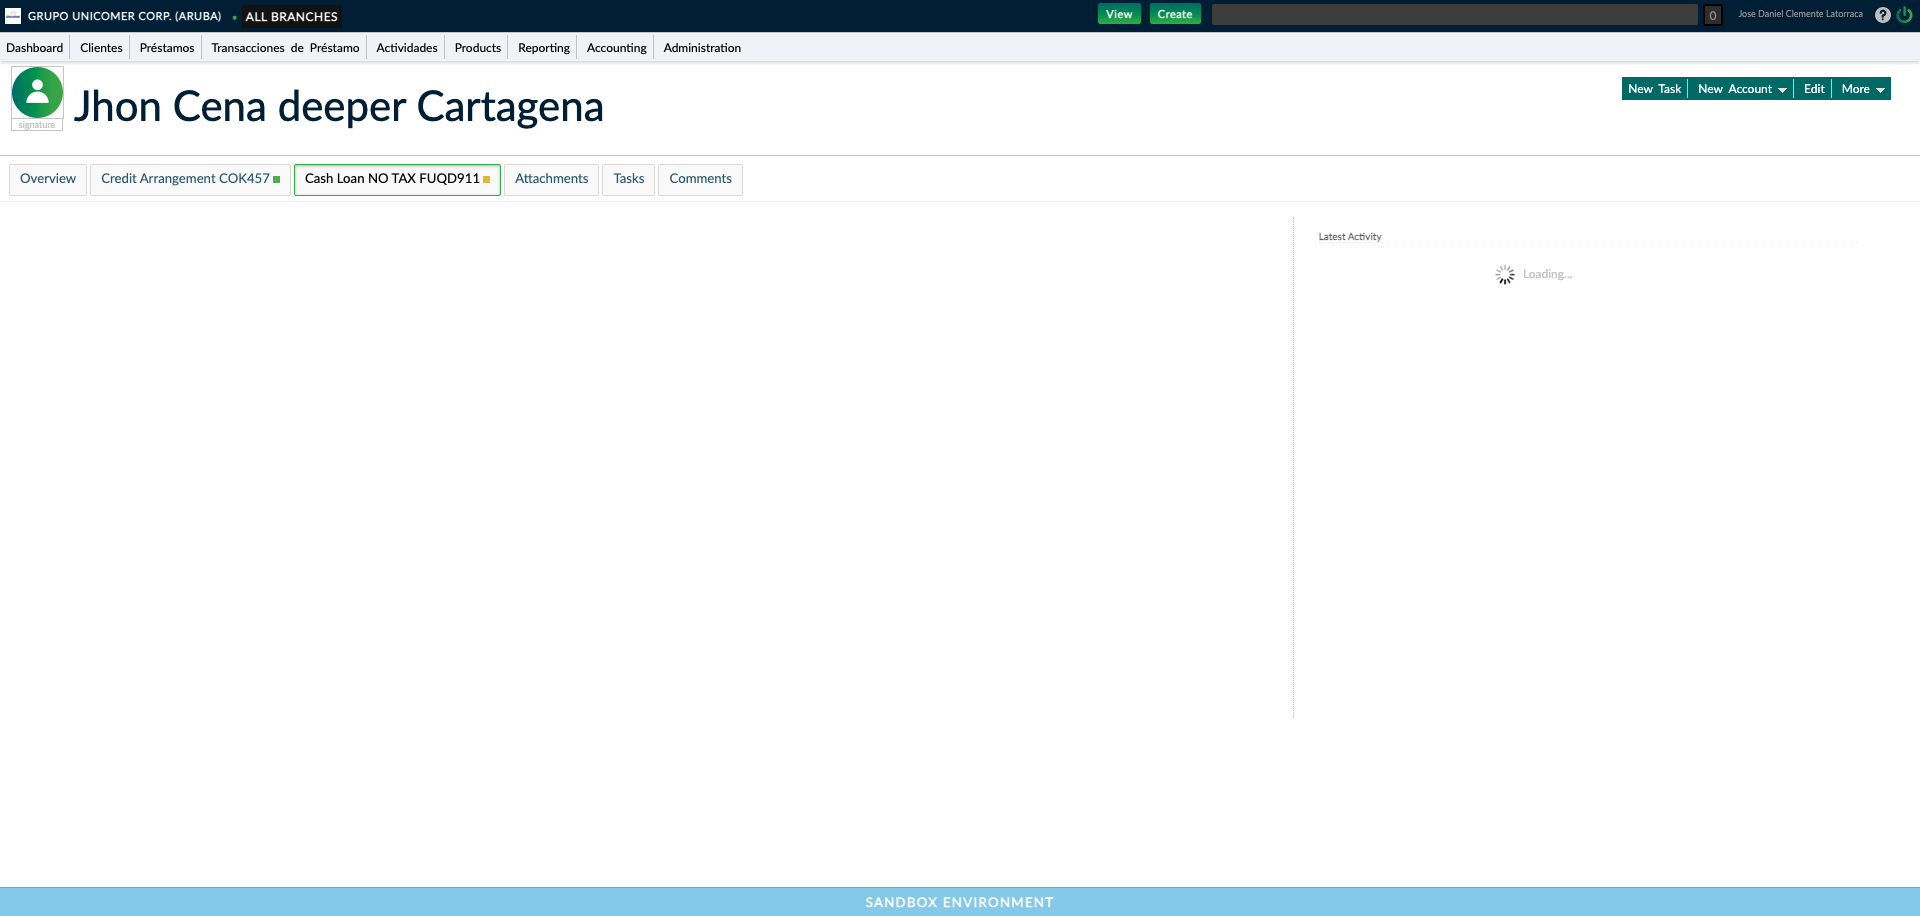 GRUPO UNICOMER CORP. (ARUBA) • ALL BRANCHES View Create 0 Jose Daniel Clemente Latorraca ?
Dashboard Clientes Préstamos Transacciones de Préstamo Actividades Products Reporting Accounting Administration
signature
Jhon Cena deeper Cartagena
New Task New Account Edit More
Overview Credit Arrangement COK457 Cash Loan NO TAX FUQD911 Attachments Tasks Comments
Latest Activity
Loading...
SANDBOX ENVIRONMENT